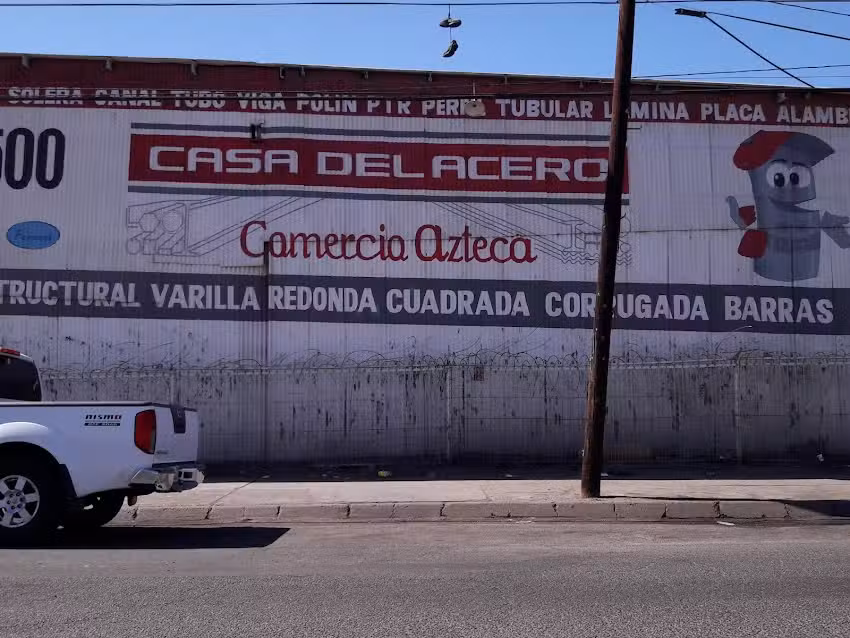 SOLERA CANAL TUBO VIGA POLIN PTR PERFIL TUBULAR LAMINA PLACA ALAMB
500
CASA DEL ACERO
Comercio Azteca
TRUCTURAL VARILLA REDONDA CUADRADA CORRUGADA BARRAS
nismo